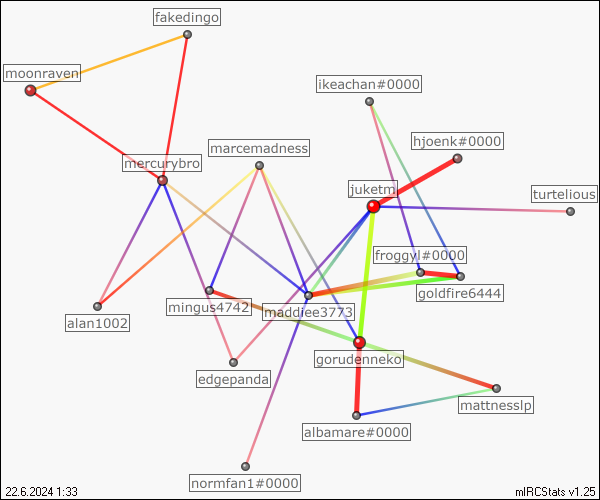 fakedingo
moonraven
ikeachan#0000
hjoenk#0000
marcemadness
mercurybro
juketm
turtelious
froggyl#0000
goldfire6444
mingus4742
maddiee3773
alan1002
gorudenneko
edgepanda
mattnesslp
albamare#0000
normfan1#0000
22.6.2024 1:33
mIRCStats v1.25